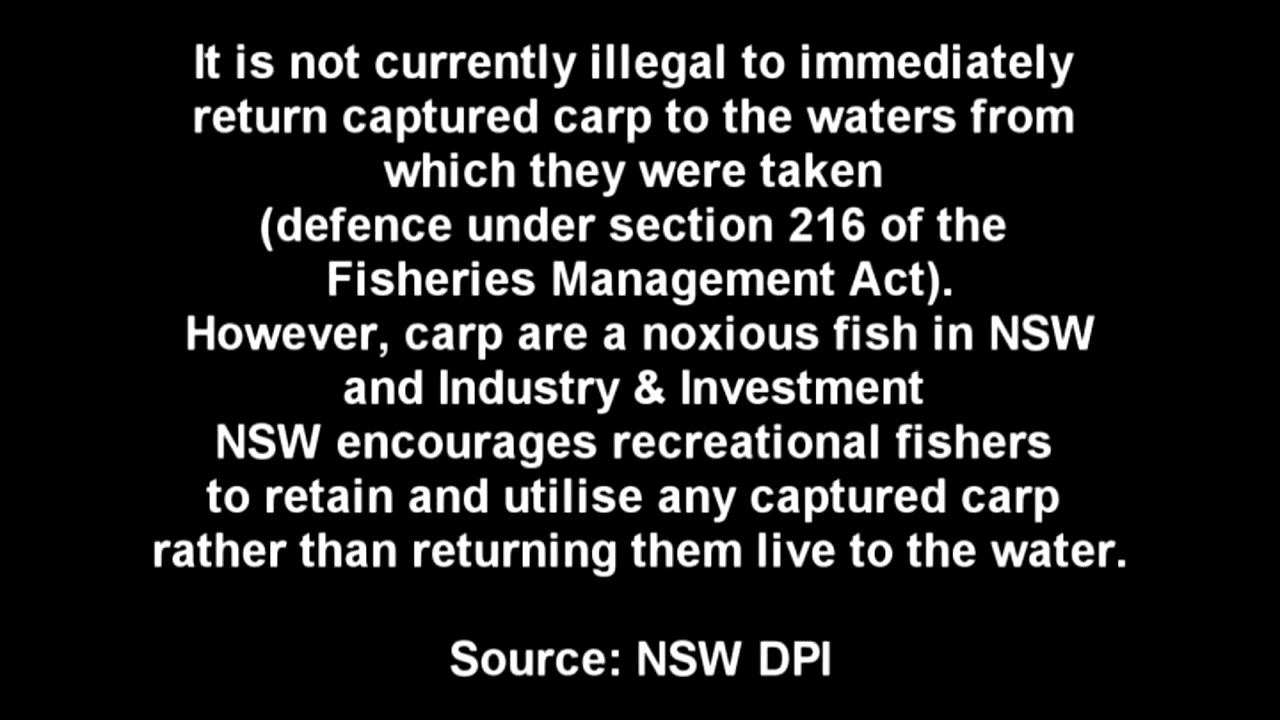 It is not currently illegal to immediately
return captured carp to the waters from
which they were taken
(defence under section 216 of the
Fisheries Management Act).
However, carp are a noxious fish in NSW
and Industry & Investment
NSW encourages recreational fishers
to retain and utilise any captured carp
rather than returning them live to the water.
Source: NSW DPI